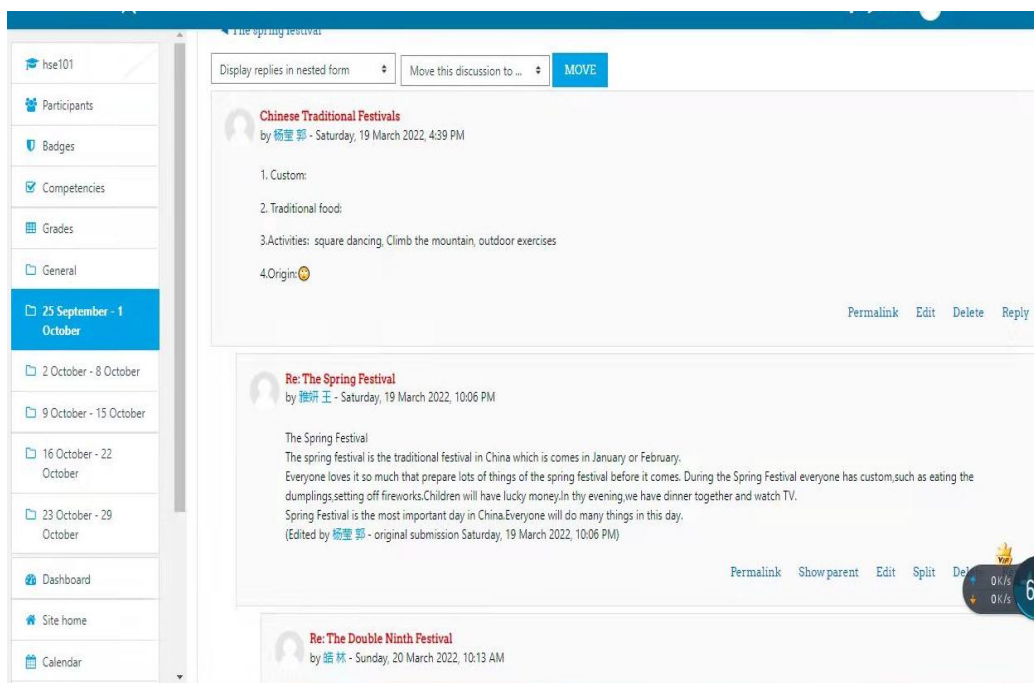 The spring festival
Display replies in nested form
Move this discussion to ...
MOVE
hse101
Participants
Badges
Competencies
Grades
General
25 September - 1
October
2 October - 8 October
9 October - 15 October
16 October - 22
October
23 October - 29
October
Dashboard
Site home
Calendar
Chinese Traditional Festivals
by 杨莹 郭 - Saturday, 19 March 2022, 4:39 PM
1. Custom:
2. Traditional food:
3.Activities: square dancing, Climb the mountain, outdoor exercises
4.Origin:
Permalink Edit Delete Reply
Re: The Spring Festival
by 雅妍 王 - Saturday, 19 March 2022, 10:06 PM
The Spring Festival
The spring festival is the traditional festival in China which is comes in January or February.
Everyone loves it so much that prepare lots of things of the spring festival before it comes. During the Spring Festival everyone has custom,such as eating the
dumplings,setting off fireworks.Children will have lucky money.In thy evening,we have dinner together and watch TV.
Spring Festival is the most important day in China.Everyone will do many things in this day.
(Edited by 杨莹 郭 - original submission Saturday, 19 March 2022, 10:06 PM)
Permalink Show parent Edit Split
VIP
0K/s
0K/s
6
Re: The Double Ninth Festival
by 皓 林 - Sunday, 20 March 2022, 10:13 AM